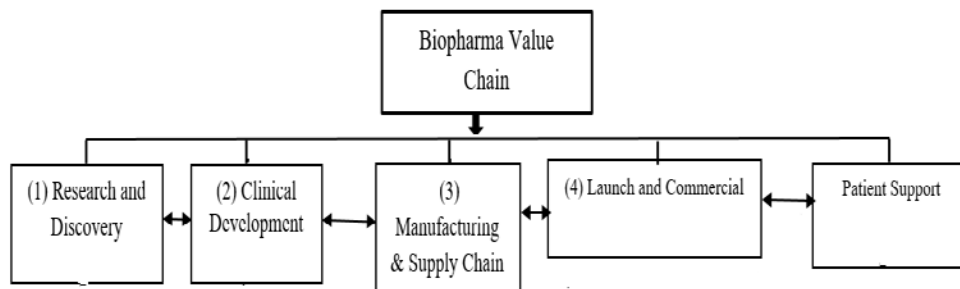 Biopharma Value
Chain
(1) Research and
Discovery
(2) Clinical
Development
(3)
Manufacturing
& Supply Chain
(4) Launch and Commercial
Patient Support